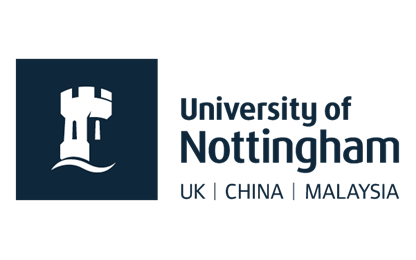 University of
Nottingham
UK | CHINA | MALAYSIA